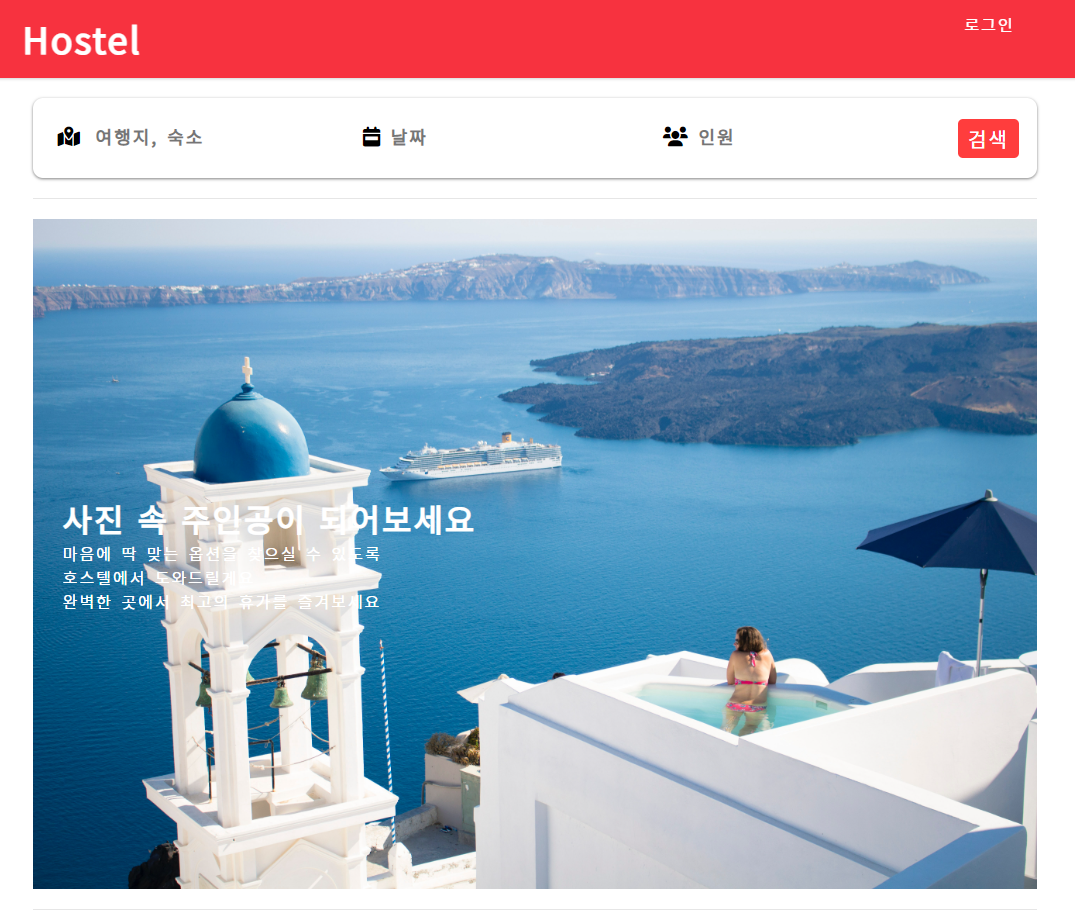 Hostel
로그인
여행지, 숙소
날짜
인원
검색
사진 속 주인공이 되어보세요
마음에 딱 맞는 옵션을 찾으실 수 있도록
호스텔에서 도와드릴게요
완벽한 곳에서 최고의 휴가를 즐겨보세요